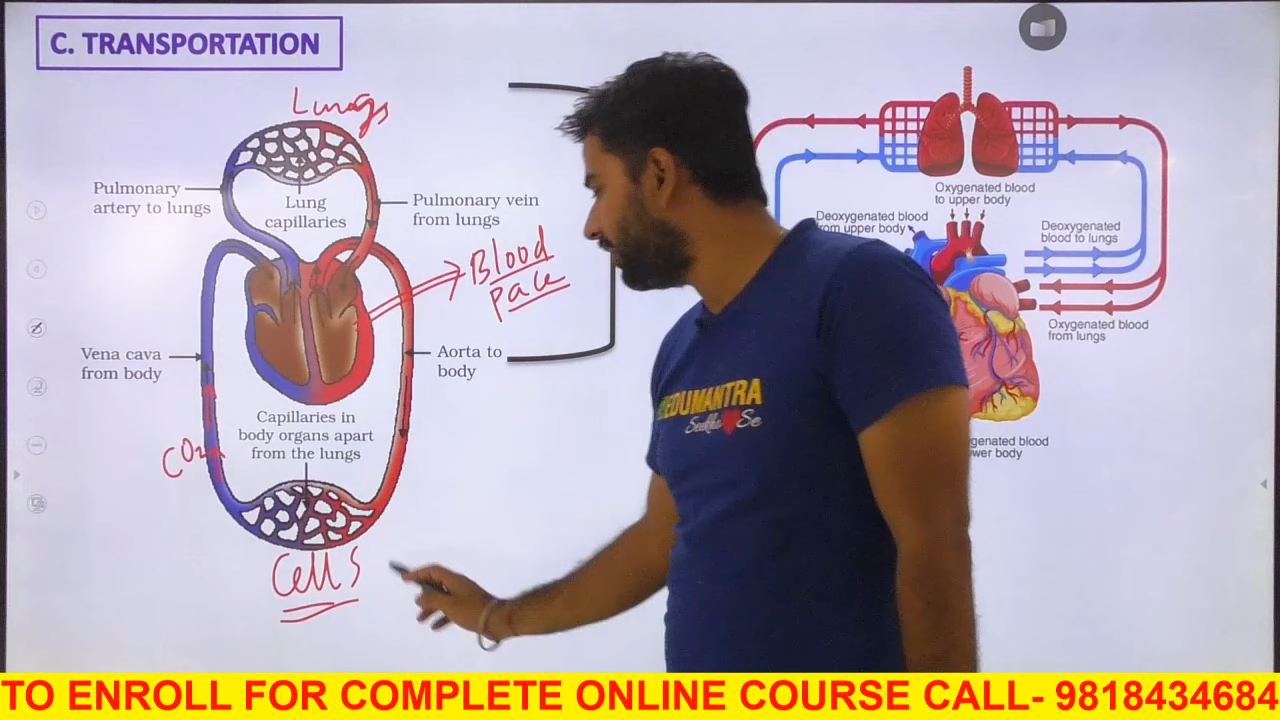 C. TRANSPORTATION
Lungs
Pulmonary
artery to lungs
Lung
capillaries
Pulmonary vein
from lungs
Blood
Vena cava
from body
Aorta to
body
Capillaries in
body organs apart
from the lungs
CO2
Cells
Oxygenated blood
to upper body
Deoxygenated blood
from upper body
Deoxygenated
blood to lungs
Oxygenated blood
from lungs
blood
body
EDUMANTRA
Se
TO ENROLL FOR COMPLETE ONLINE COURSE CALL- 9818434684